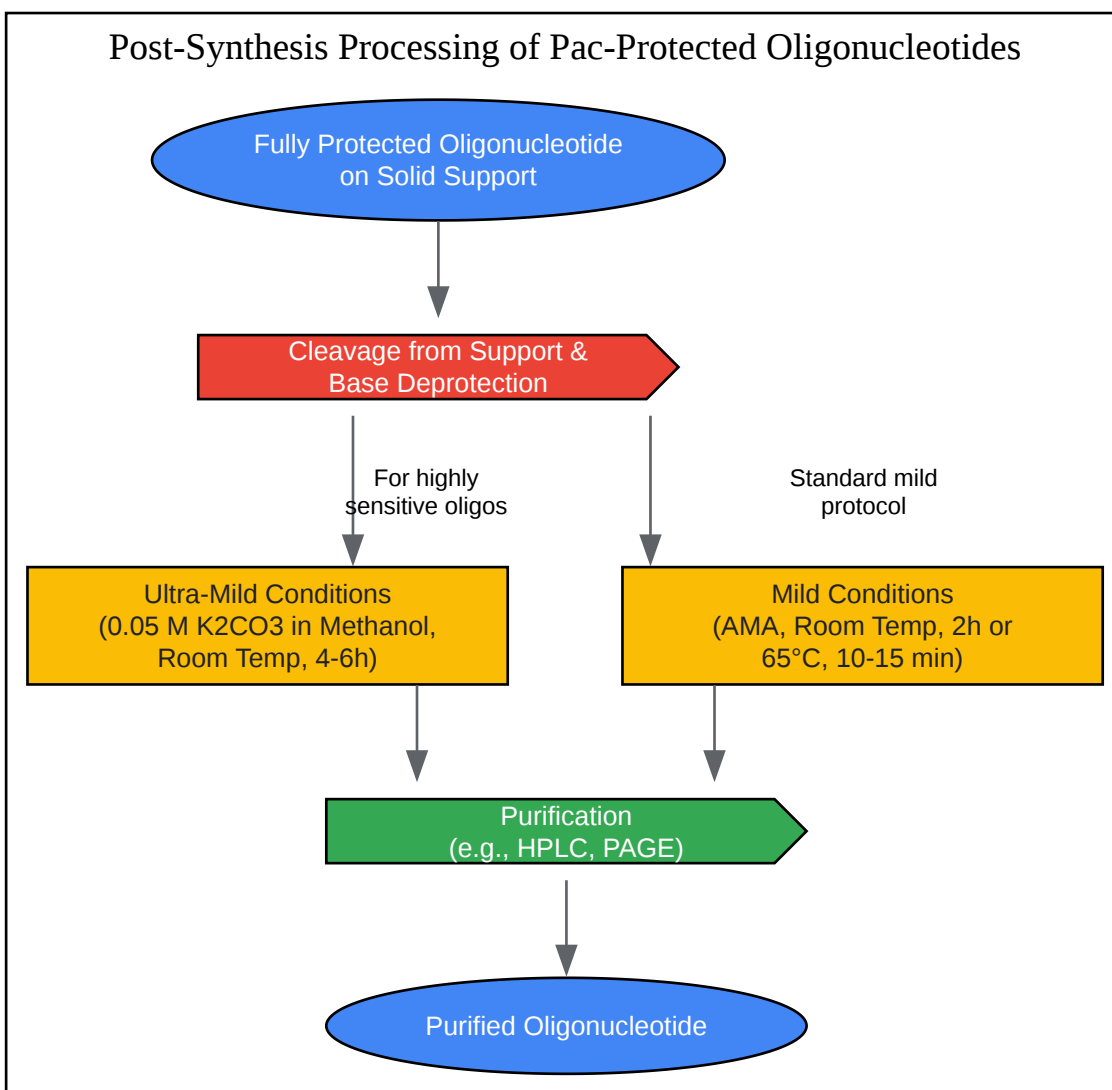 Post-Synthesis Processing of Pac-Protected Oligonucleotides
Fully Protected Oligonucleotide
on Solid Support
Cleavage from Support &
Base Deprotection
For highly
sensitive oligos
Standard mild
protocol
Ultra-Mild Conditions
(0.05 M K2CO3 in Methanol,
Room Temp, 4-6h)
Mild Conditions
(AMA, Room Temp, 2h or
65°C, 10-15 min)
Purification
(e.g., HPLC, PAGE)
Purified Oligonucleotide